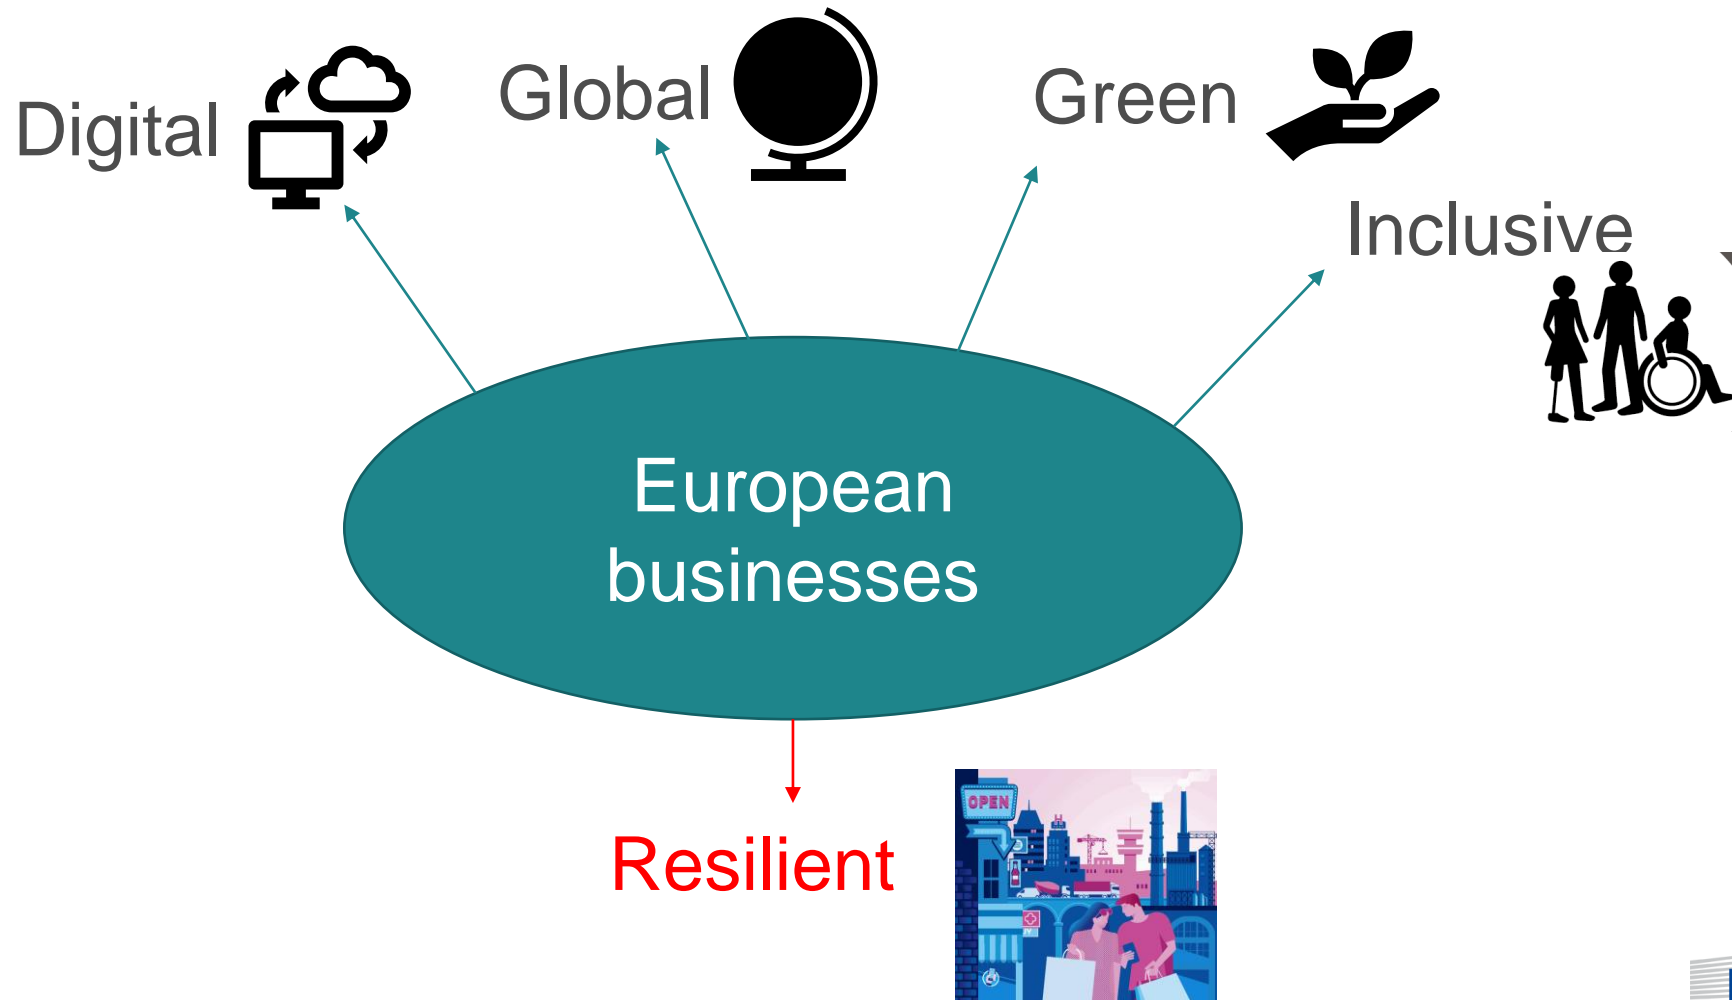 Digital
Global
Green
Inclusive
European
businesses
Resilient
OPEN